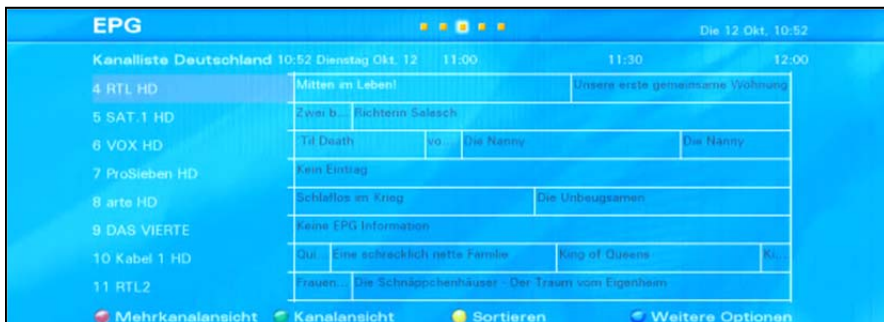 EPG
Die 12 Okt, 10:52
Kanalliste Deutschland 10:52 Dienstag Okt. 12 11:00 11:30 12:00
4 RTL HD Mitten im Leben! Unsere erste gemeinsame Wohnung
5 SAT.1 HD Zwei b... Richterin Salesch
6 VOX HD 'Til Death vo... Die Nanny Die Nanny
7 ProSieben HD Kein Eintrag
8 arte HD Schlaflos im Krieg Die Unbeugsamen
9 DAS VIERTE Keine EPG Information
10 Kabel 1 HD Qui... Eine schrecklich nette Familie King of Queens Ki...
11 RTL2 Frauen... Die Schnäppchenhäuser - Der Traum vom Eigenheim
Mehrkanalansicht Kanalansicht Sortieren Weitere Optionen